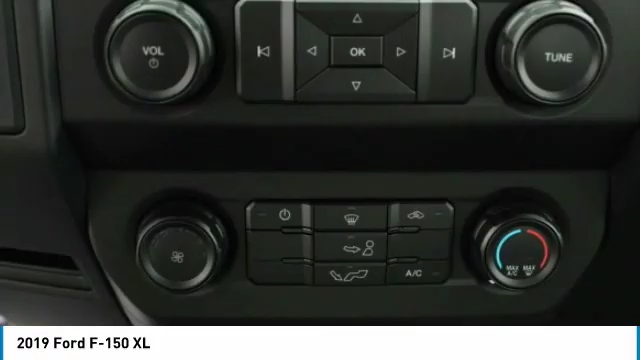 VOL
OK
TUNE
A/C
MAX A/C
MAX
2019 Ford F-150 XL